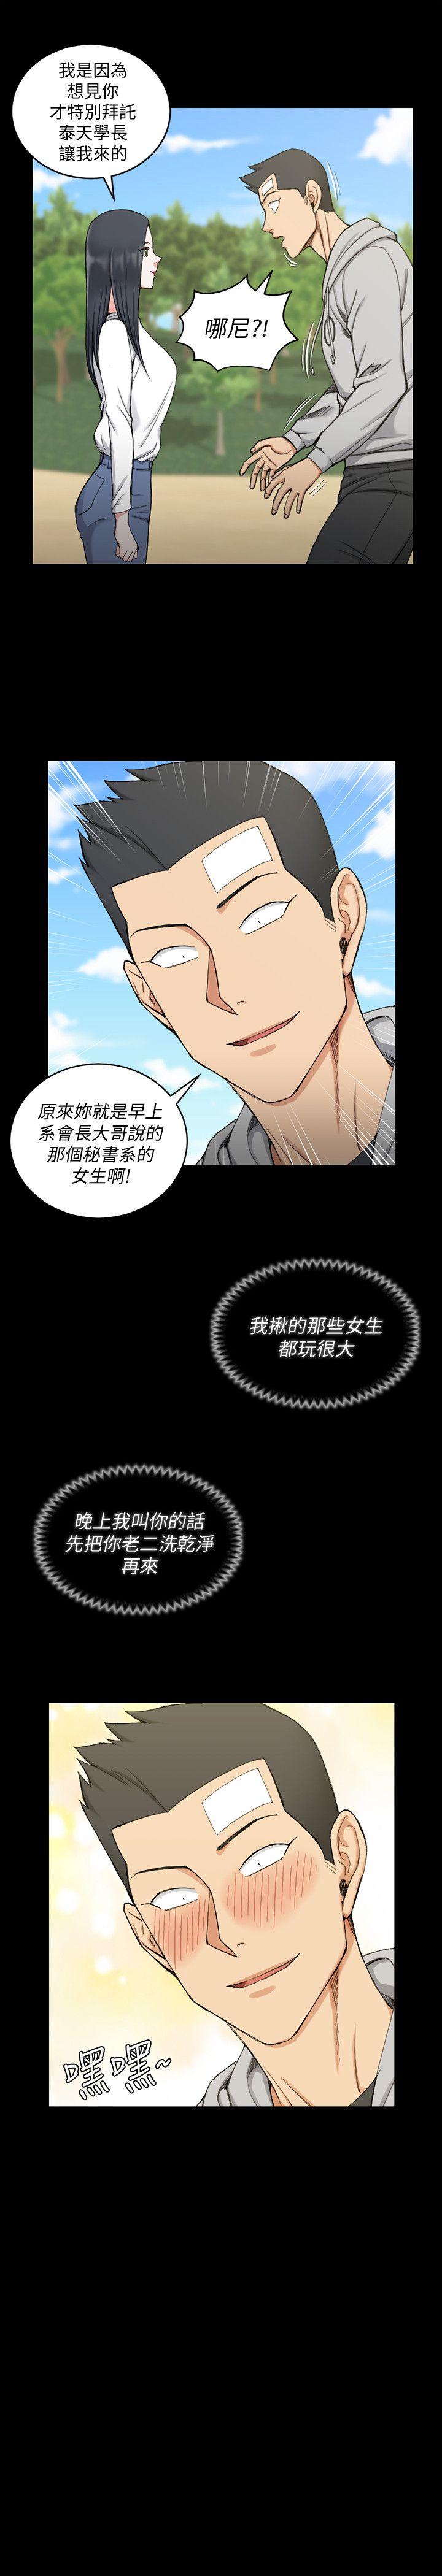 我是因為
想見你
才特別拜託
泰天學長
讓我來的
哪尼?!
原來妳就是早上
系會長大哥說的
那個秘書系的
女生啊!
我揪的那些女生
都玩很大
晚上我叫你的話
先把你老二洗乾淨
再來
嘿嘿~